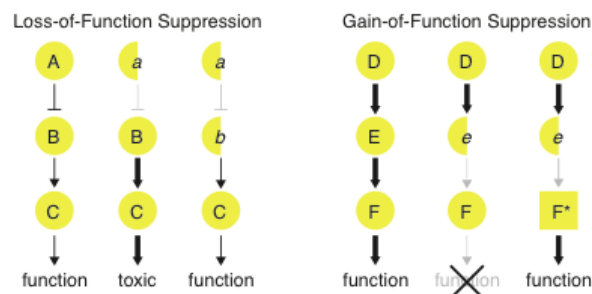 Loss-of-Function Suppression Gain-of-Function Suppression
A a a D D D
B B b E e e
C C C F F F*
function toxic function function function function